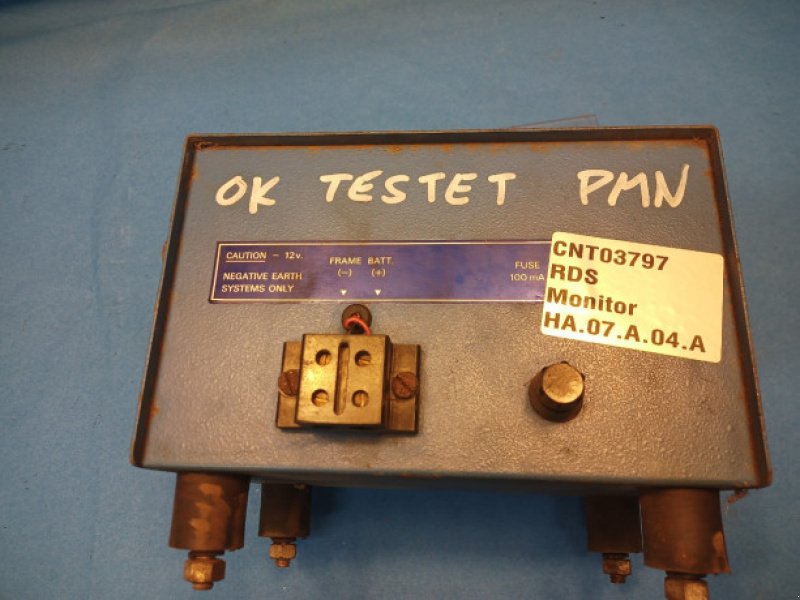 OK TESTET PMN
CAUTION - 12v.
NEGATIVE EARTH
SYSTEMS ONLY
FRAME BATT.
(-) (+)
FUSE
100 mA
CNT03797
RDS
Monitor
HA.07.A.04.A